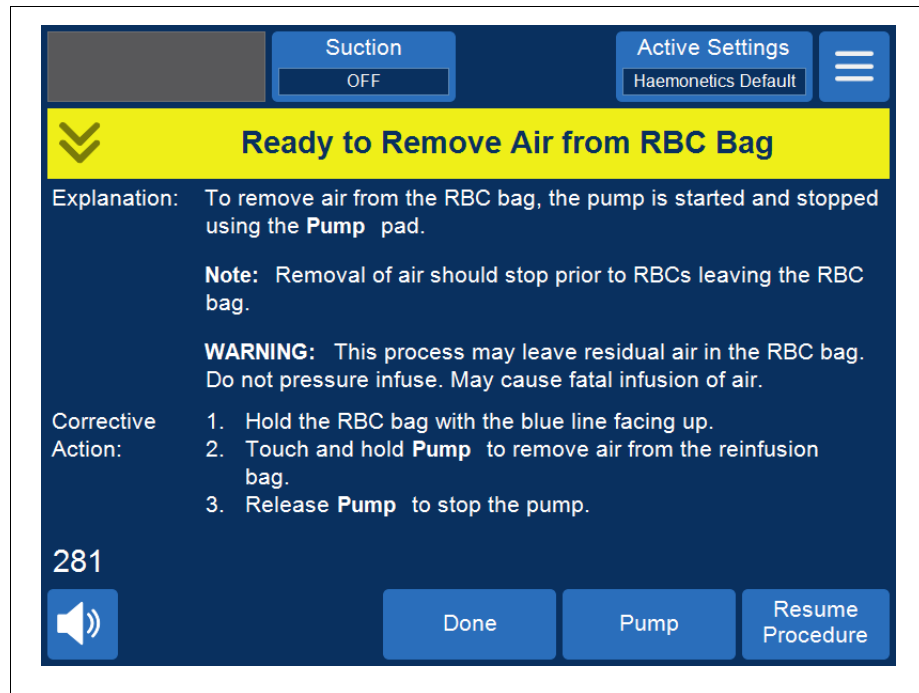 Suction
OFF
Active Settings
Haemonetics Default
Ready to Remove Air from RBC Bag
Explanation: To remove air from the RBC bag, the pump is started and stopped
using the Pump pad.
Note: Removal of air should stop prior to RBCs leaving the RBC
bag.
WARNING: This process may leave residual air in the RBC bag.
Do not pressure infuse. May cause fatal infusion of air.
Corrective
Action:
1. Hold the RBC bag with the blue line facing up.
2. Touch and hold Pump to remove air from the reinfusion
bag.
3. Release Pump to stop the pump.
281
Done
Pump
Resume
Procedure